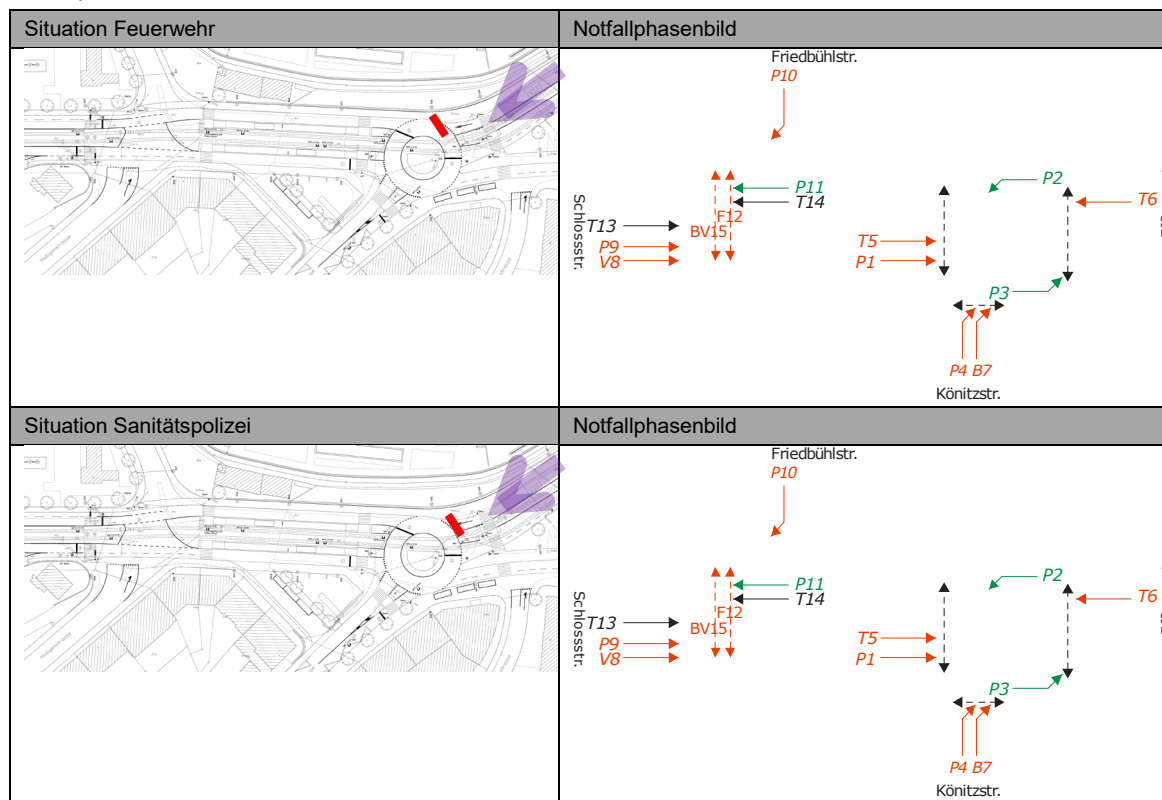 Situation Feuerwehr
Notfallphasenbild
Friedbühlstr.
P10
P11
P2
T14
T6
Schlossstr.
T13
F12
BV15
P9
V8
T5
P1
P3
P4 B7
Könitzstr.
Situation Sanitätspolizei
Notfallphasenbild
Friedbühlstr.
P10
P11
P2
T14
T6
Schlossstr.
T13
F12
BV15
P9
V8
T5
P1
P3
P4 B7
Könitzstr.